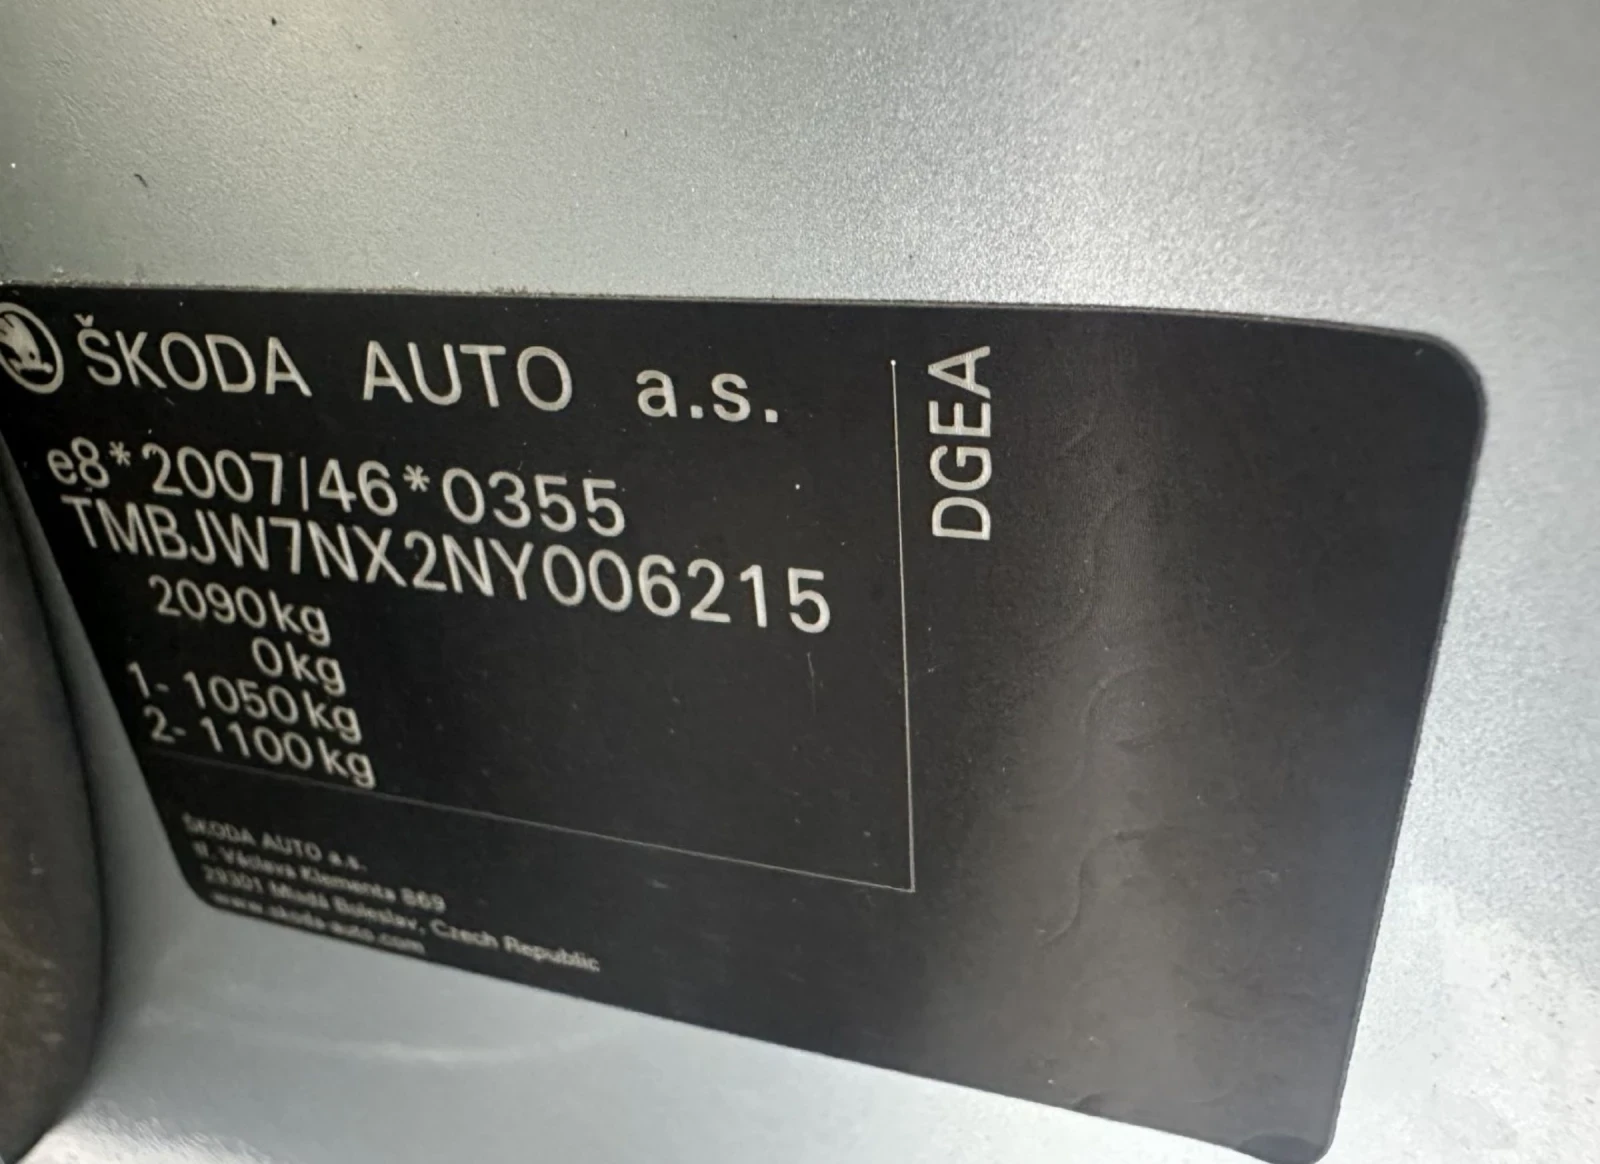 ŠKODA AUTO a.s.
e8*2007/46*0355
TMBJW7NX2NY006215
2090kg
0kg
1- 1050kg
2- 1100kg
DGEA
ŠKODA AUTO a.s.
tř. Václava Klementa 869
29301 Mladá Boleslav, Czech Republic
www.skoda-auto.com